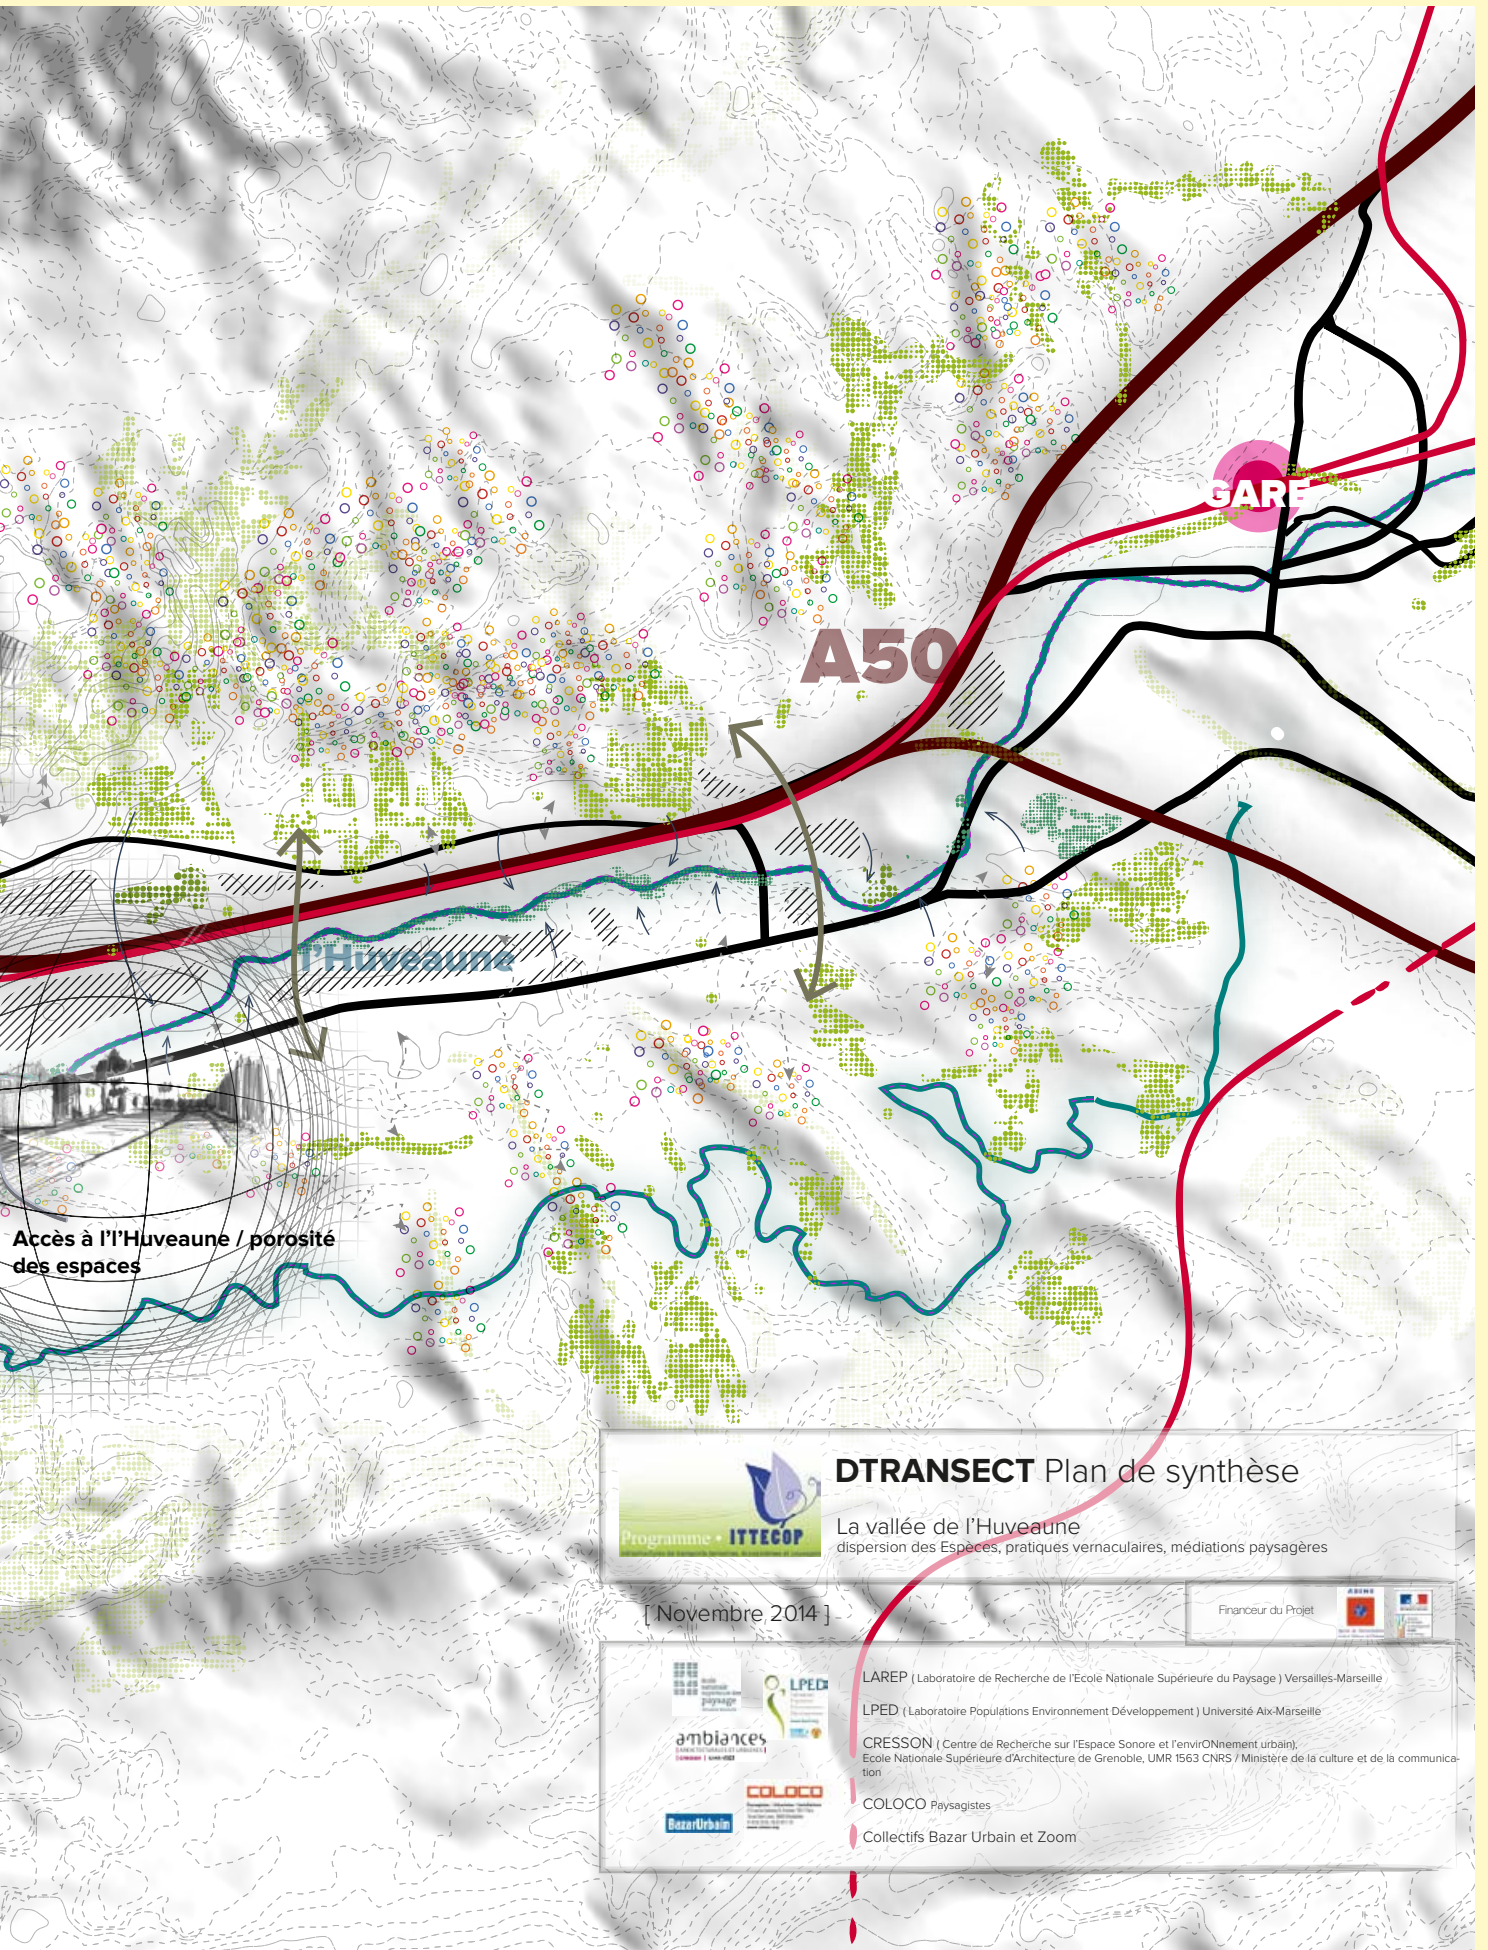 GARE
A50
l'Huveaune
Accès à l'l'Huveaune / porosité
des espaces
DTRANSECT Plan de synthèse
Programme • ITTECOP
La vallée de l'Huveaune
dispersion des Espèces, pratiques vernaculaires, médiations paysagères
[ Novembre 2014 ]
Financeur du Projet
ADEME
LAREP ( Laboratoire de Recherche de l'Ecole Nationale Supérieure du Paysage ) Versailles-Marseille
paysage
LPED
LPED ( Laboratoire Populations Environnement Développement ) Université Aix-Marseille
ambiances
CRESSON ( Centre de Recherche sur l'Espace Sonore et l'envirONnement urbain),
Ecole Nationale Supérieure d'Architecture de Grenoble, UMR 1563 CNRS / Ministère de la culture et de la communica-
tion
COLOCO
COLOCO Paysagistes
BazarUrbain
Collectifs Bazar Urbain et Zoom